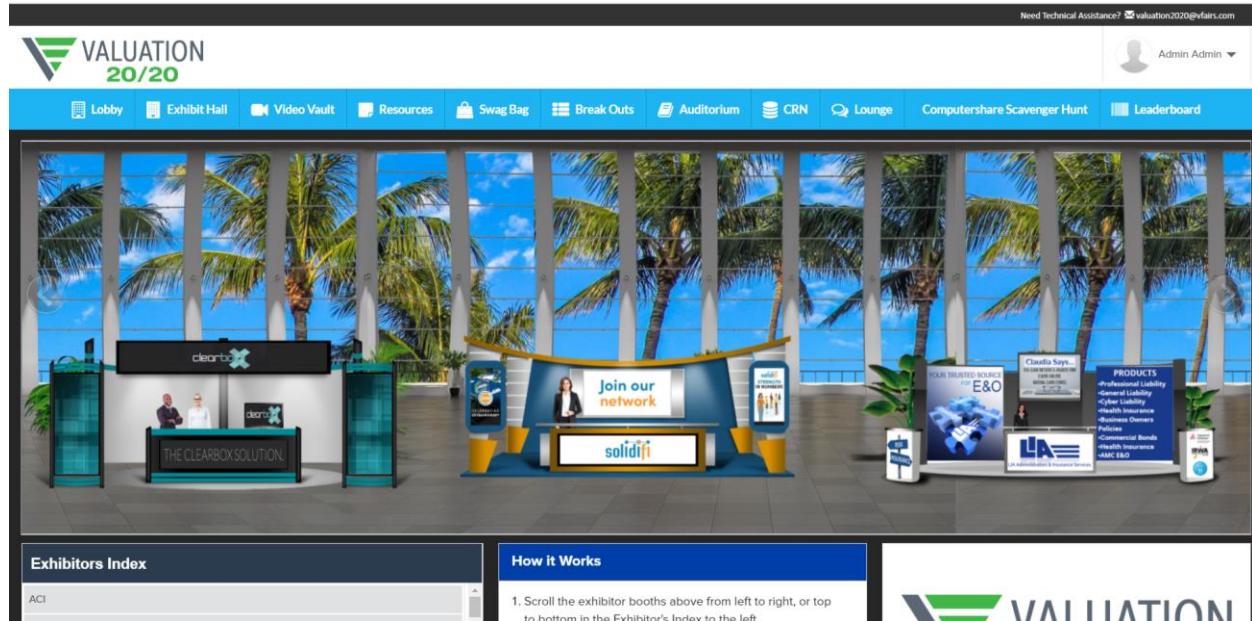 Need Technical Assistance? valuation2020@vfairs.com
VALUATION
20/20
Admin Admin
Lobby Exhibit Hall Video Vault Resources Swag Bag Break Outs Auditorium CRN Lounge Computershare Scavenger Hunt Leaderboard
clearbox
clearbox
THE CLEARBOX SOLUTION.
Join our
network
solidifi
solidifi
STRENGTH
IN NUMBERS
YOUR TRUSTED SOURCE
FOR E&O
Claudia Says...
LIA
LIA Administrators & Insurance Services
PRODUCTS
•Professional Liability
•General Liability
•Cyber Liability
•Health Insurance
•Business Owners
Policies
•Commercial Bonds
•Health Insurance
•AMC E&O
IRWA
Exhibitors Index
ACI
How it Works
1. Scroll the exhibitor booths above from left to right, or top
to bottom in the Exhibitor's Index to the left
VALUATION